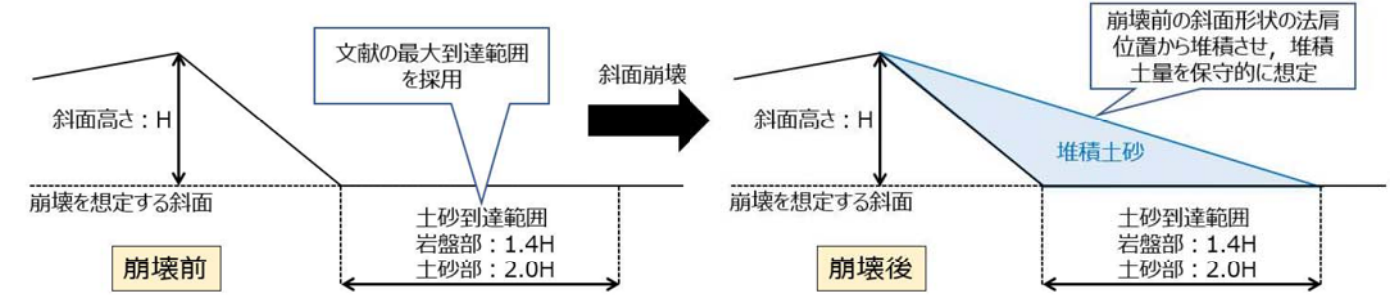 文献の最大到達範囲
を採用
斜面高さ：H
崩壊を想定する斜面
土砂到達範囲
岩盤部：1.4H
土砂部：2.0H
崩壊前
斜面崩壊
崩壊前の斜面形状の法肩
位置から堆積させ，堆積
土量を保守的に想定
斜面高さ：H
堆積土砂
崩壊を想定する斜面
土砂到達範囲
岩盤部：1.4H
土砂部：2.0H
崩壊後